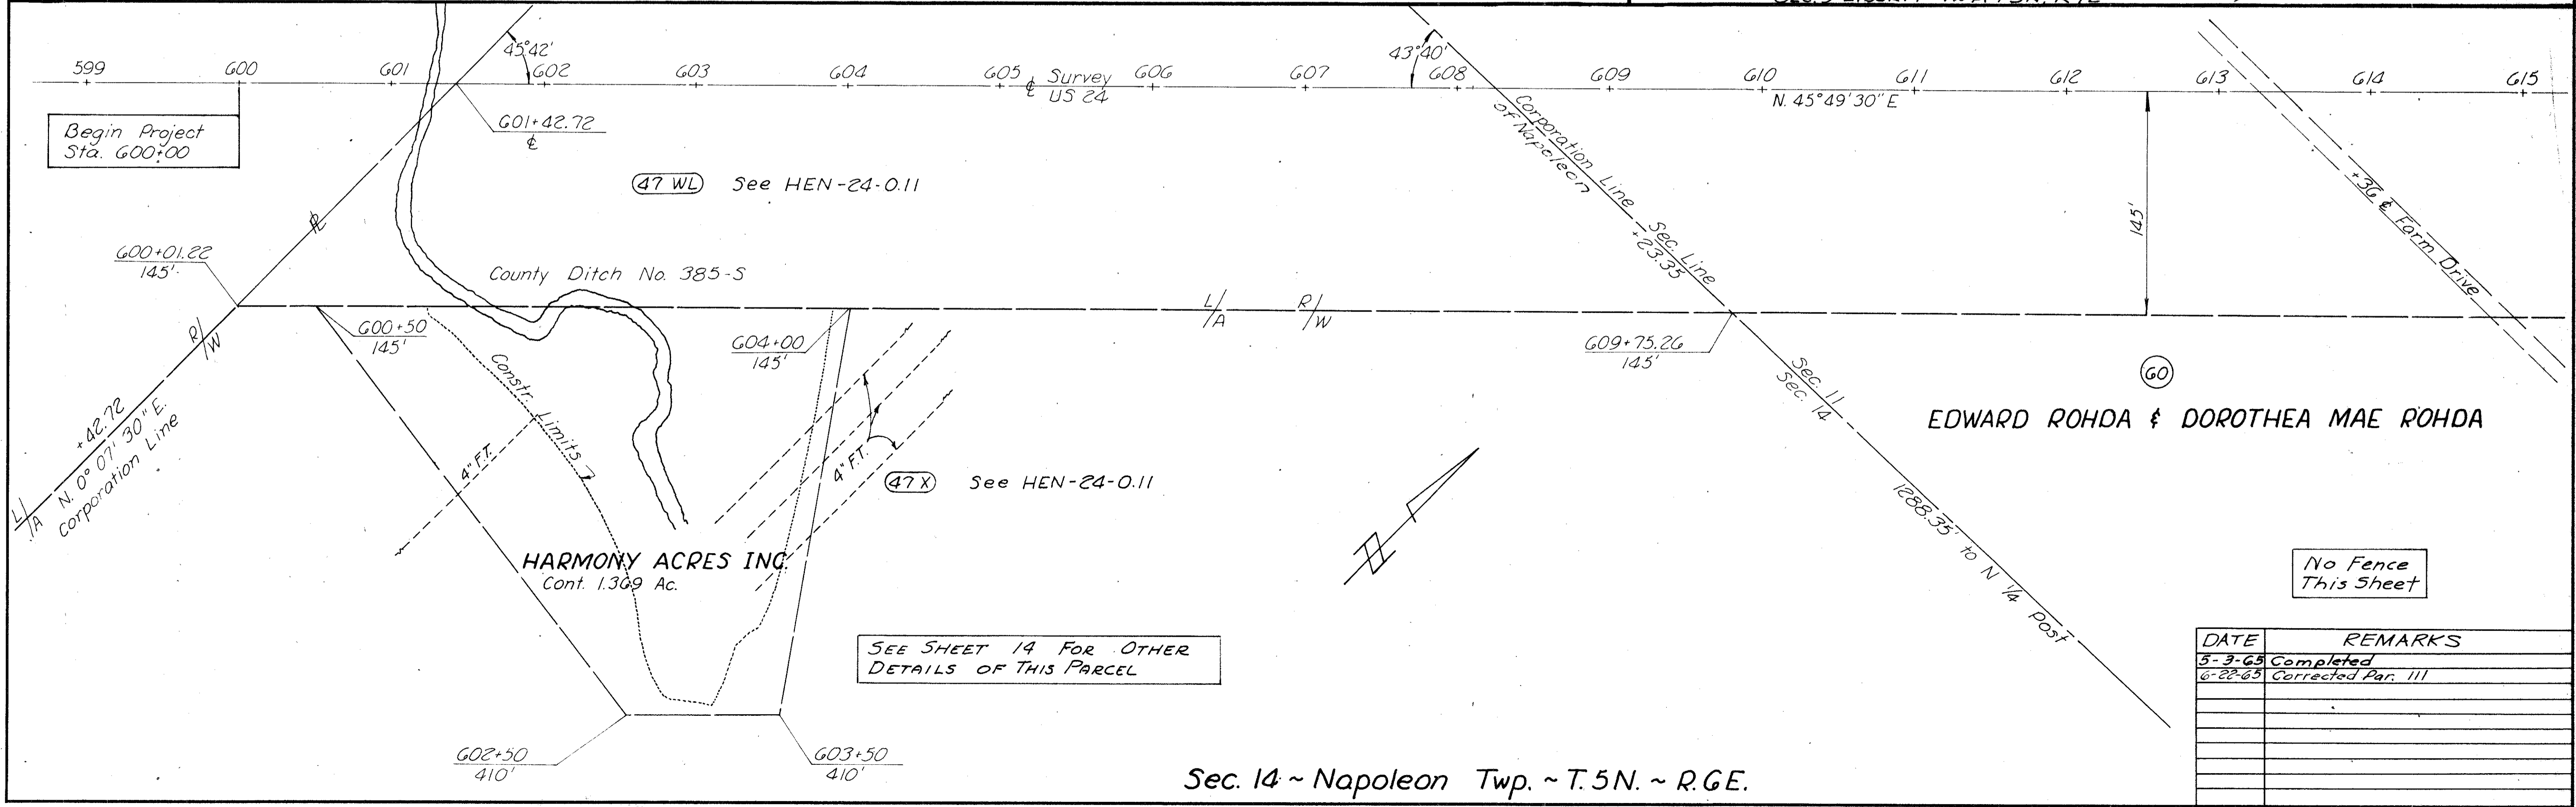 599 600 601 602 603 604 605 606 607 608 609 610 611 612 613 614 615
45°42'
43°40'
℄ Survey
US 24
N. 45°49'30" E
Begin Project
Sta. 600+00
601+42.72
℄
47 WL See HEN-24-0.11
Corporation Line
of Napoleon
Sec. Line
+23.35
145'
+36 ℄ Farm Drive
℄
600+01.22
145'
County Ditch No. 385-S
R/W
L/A
R/W
600+50
145'
604+00
145'
609+75.26
145'
Constr. Limits
Sec. 11
Sec. 14
60
EDWARD ROHDA & DOROTHEA MAE ROHDA
+42.72
N. 0° 07' 30" E.
Corporation Line
L/A
4" F.T.
4" F.T.
47 X See HEN-24-0.11
1288.35' to N 1/4 Post
HARMONY ACRES INC.
Cont. 1.369 Ac.
No Fence
This Sheet
SEE SHEET 14 FOR OTHER
DETAILS OF THIS PARCEL
DATE REMARKS
5-3-65 Completed
6-22-65 Corrected Par. 111
602+50
410'
603+50
410'
Sec. 14 ~ Napoleon Twp. ~ T. 5N. ~ R. 6E.